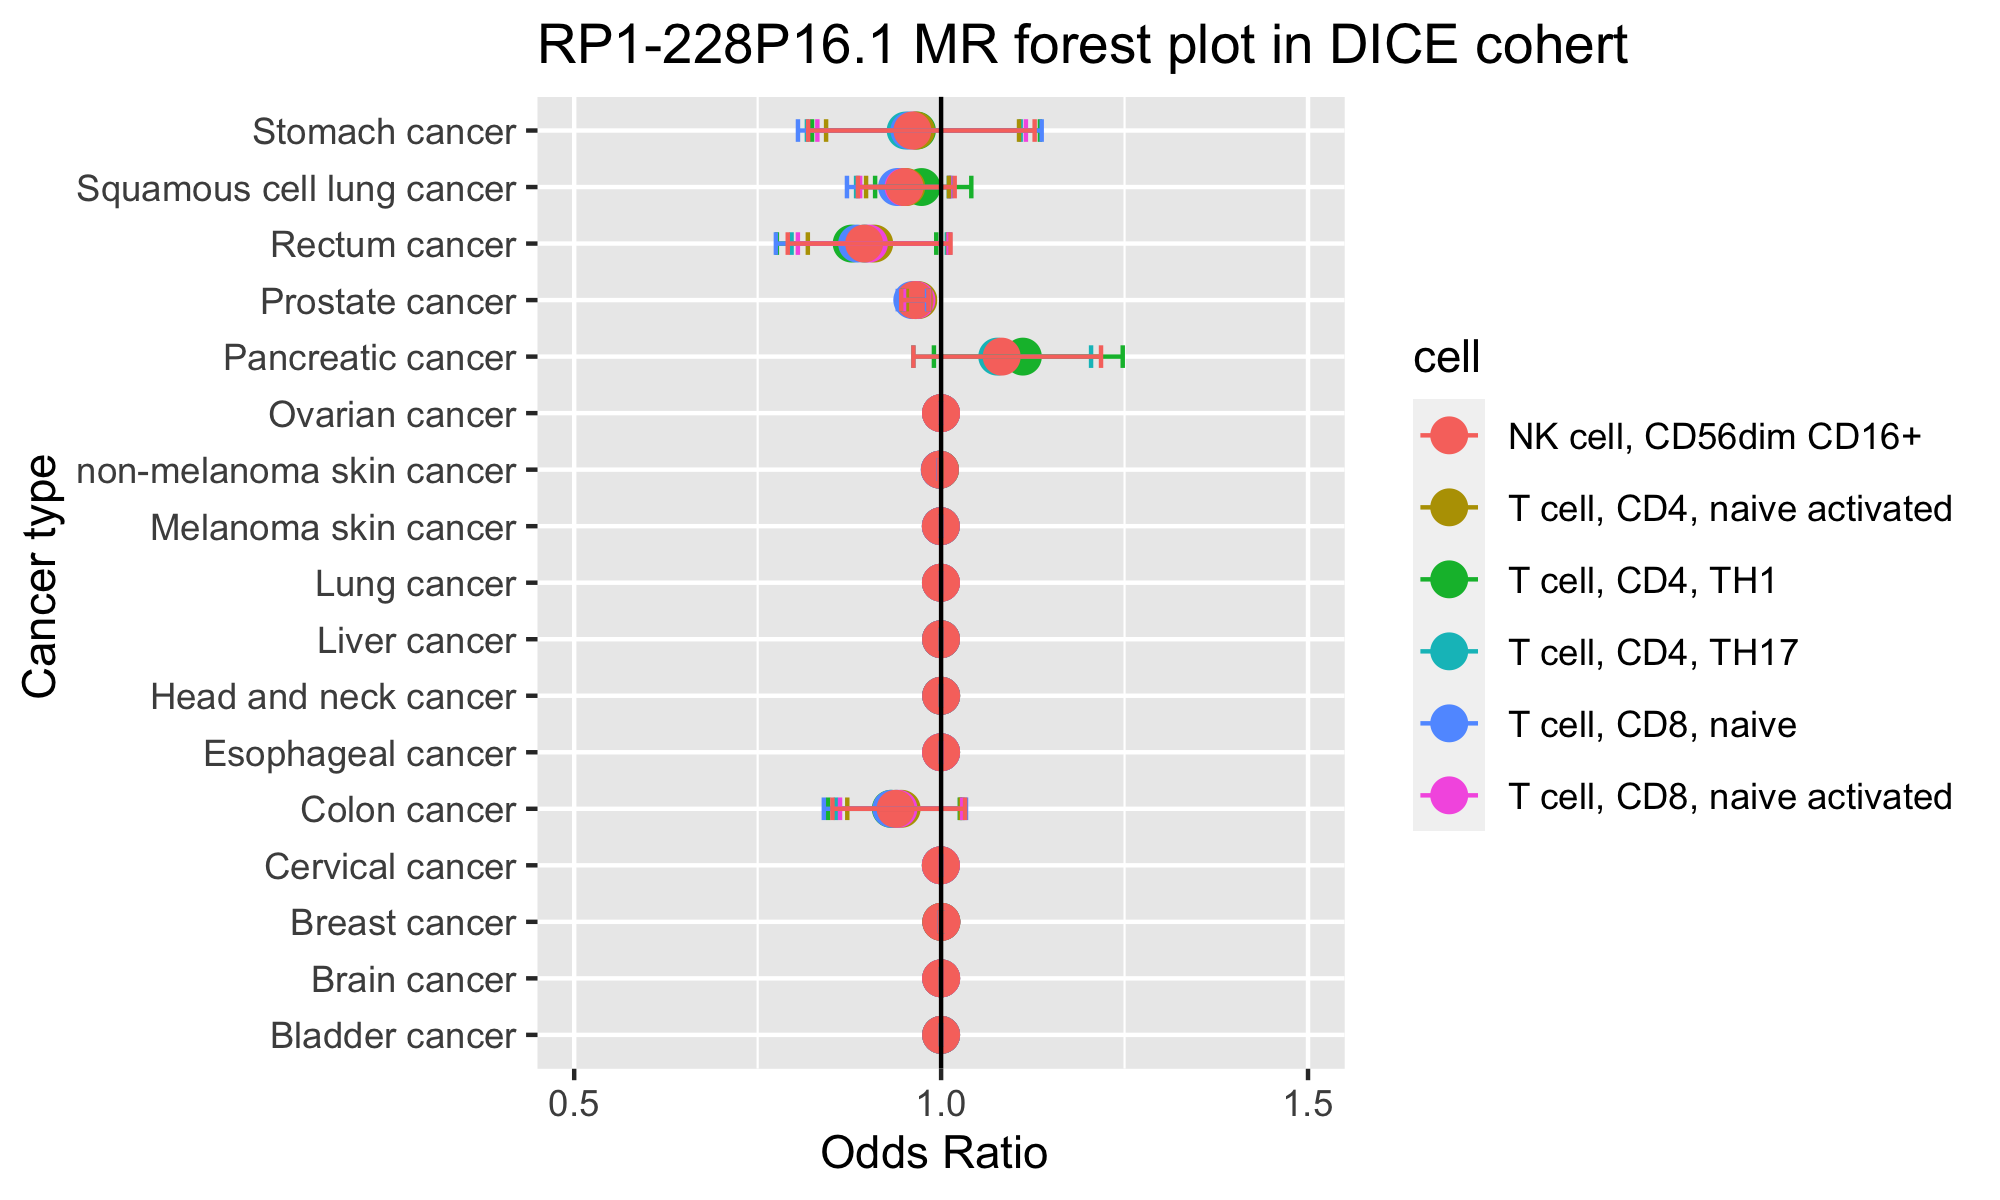 RP1-228P16.1 MR forest plot in DICE cohert
Cancer type
Stomach cancer
Squamous cell lung cancer
Rectum cancer
Prostate cancer
Pancreatic cancer
Ovarian cancer
non-melanoma skin cancer
Melanoma skin cancer
Lung cancer
Liver cancer
Head and neck cancer
Esophageal cancer
Colon cancer
Cervical cancer
Breast cancer
Brain cancer
Bladder cancer
0.5 1.0 1.5
Odds Ratio
cell
NK cell, CD56dim CD16+
T cell, CD4, naive activated
T cell, CD4, TH1
T cell, CD4, TH17
T cell, CD8, naive
T cell, CD8, naive activated